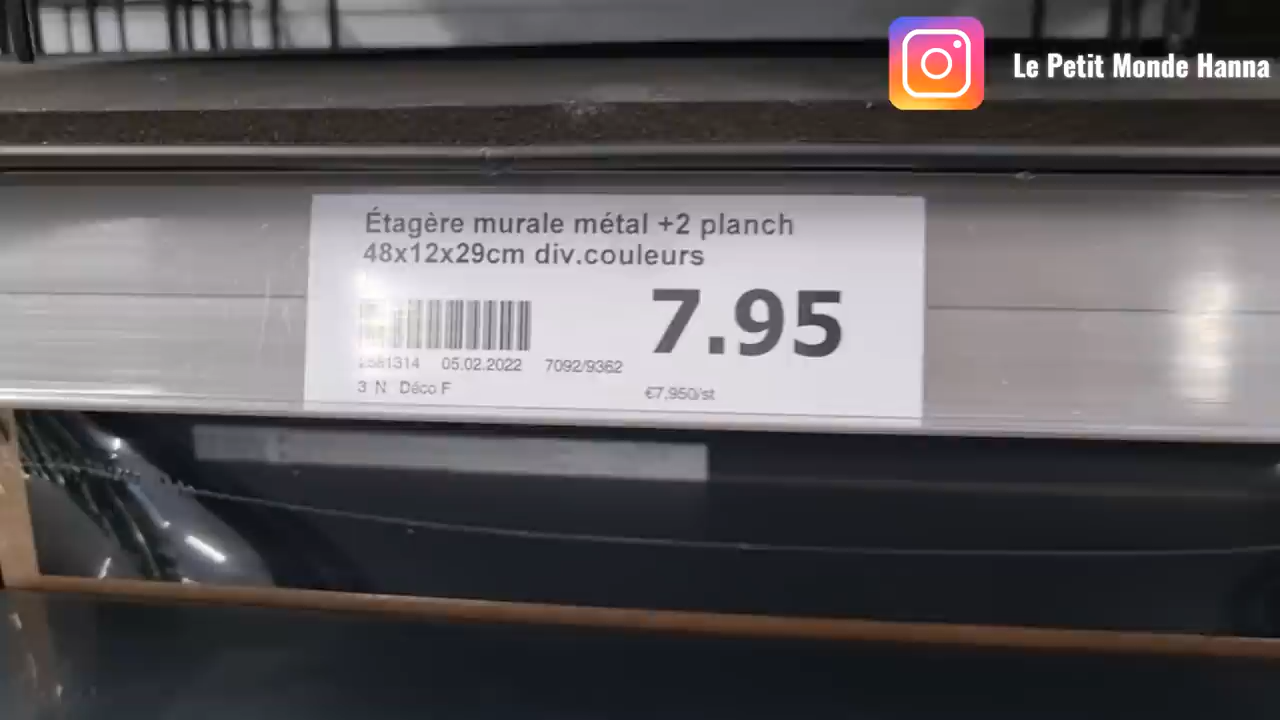 Le Petit Monde Hanna
Étagère murale métal +2 planch
48x12x29cm div.couleurs
7.95
2581314 05.02.2022 7092/9362
3 N Déco F
€7.950/st